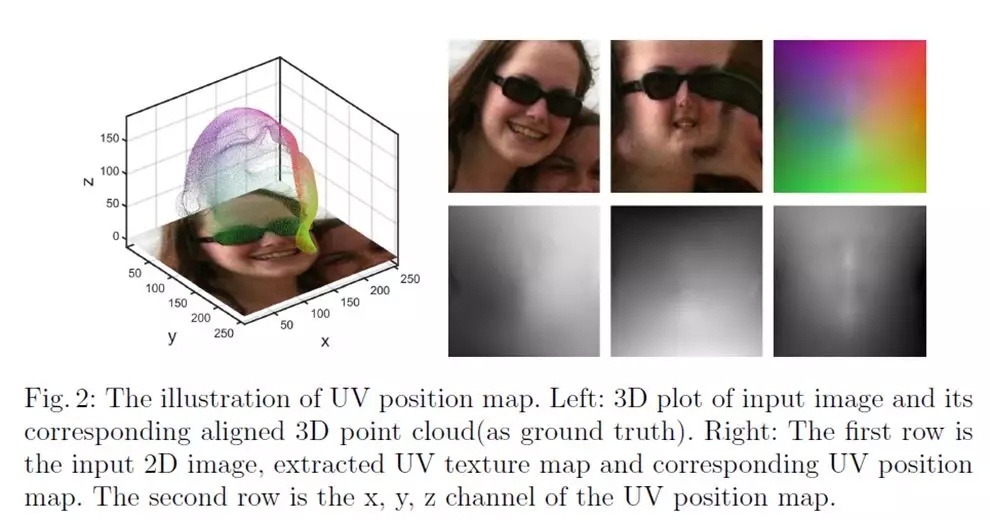 z
150
100
50
0
50
100
150
200
250
y
50
100
150
200
250
x
Fig. 2: The illustration of UV position map. Left: 3D plot of input image and its
corresponding aligned 3D point cloud(as ground truth). Right: The first row is
the input 2D image, extracted UV texture map and corresponding UV position
map. The second row is the x, y, z channel of the UV position map.